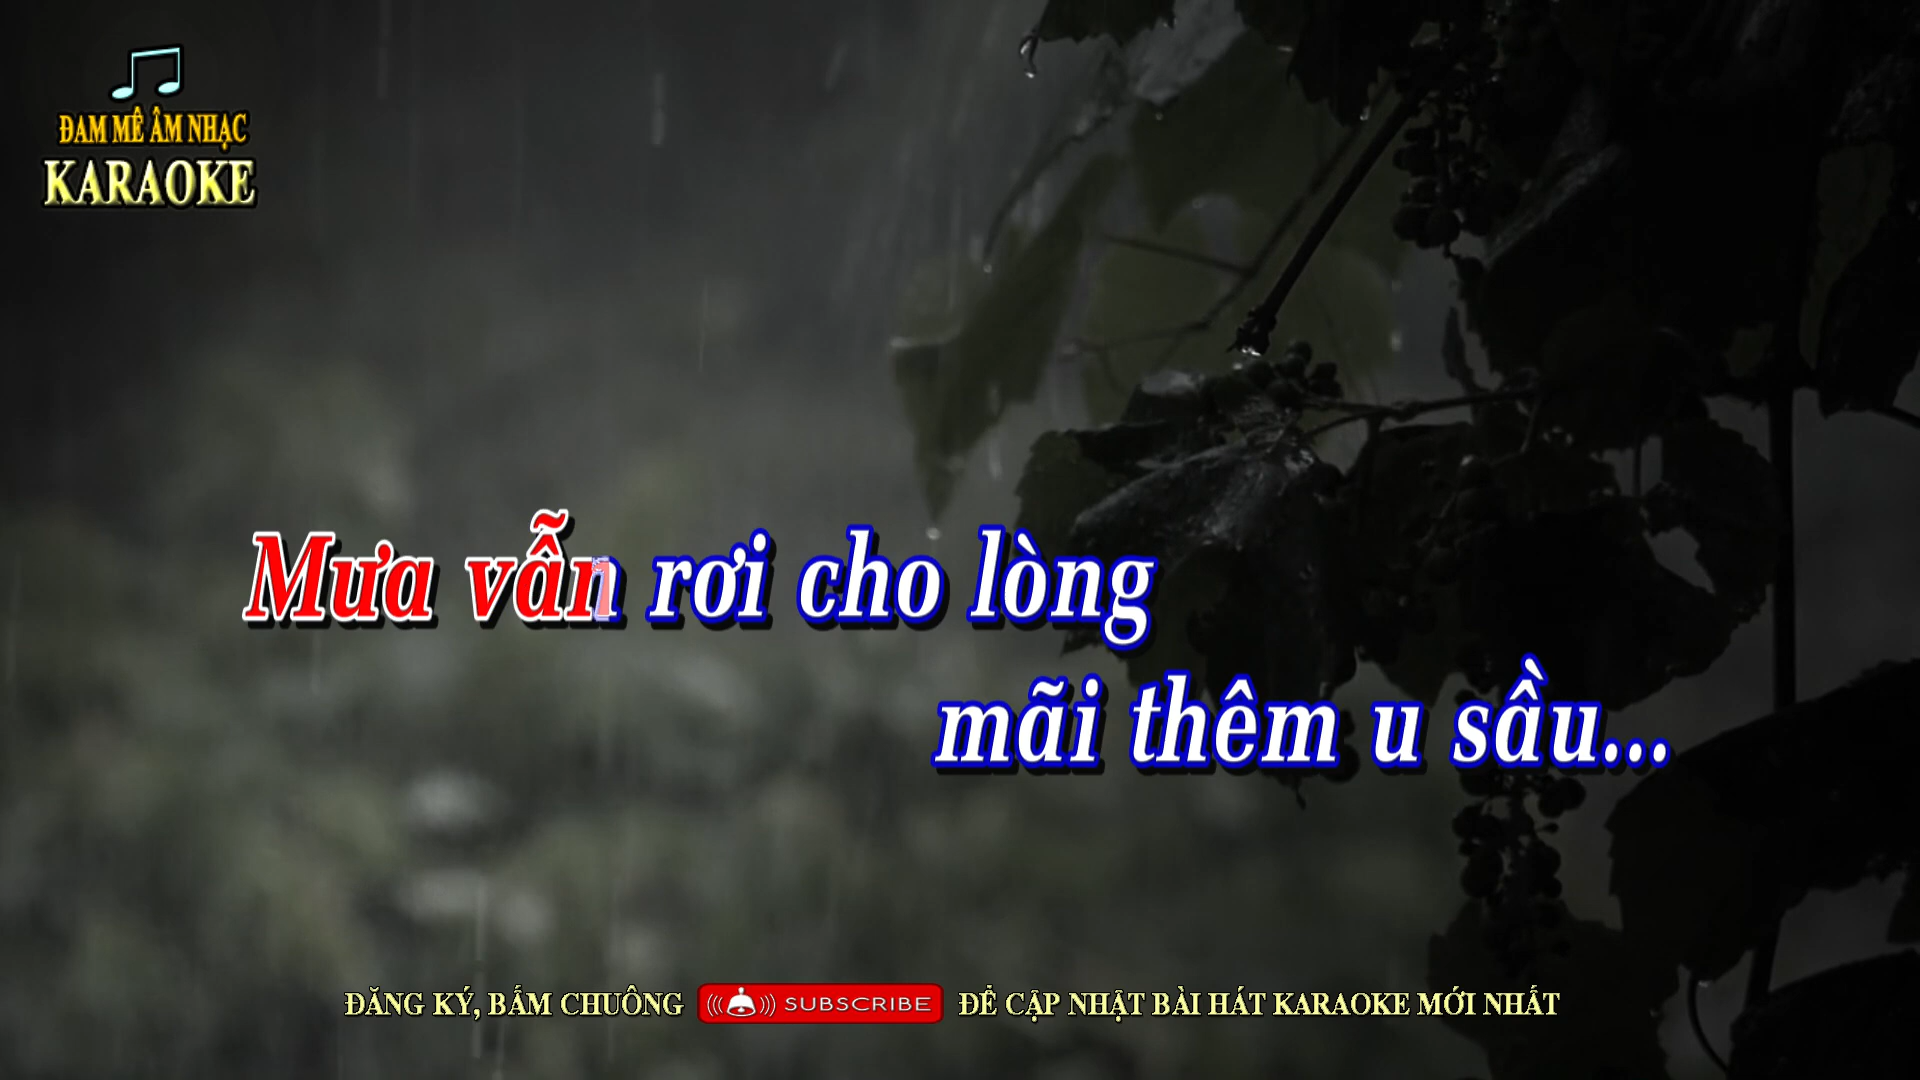 ĐAM MÊ ÂM NHẠC
KARAOKE
Mưa vẫn rơi cho lòng
mãi thêm u sầu...
ĐĂNG KÝ, BẤM CHUÔNG SUBSCRIBE ĐỂ CẬP NHẬT BÀI HÁT KARAOKE MỚI NHẤT